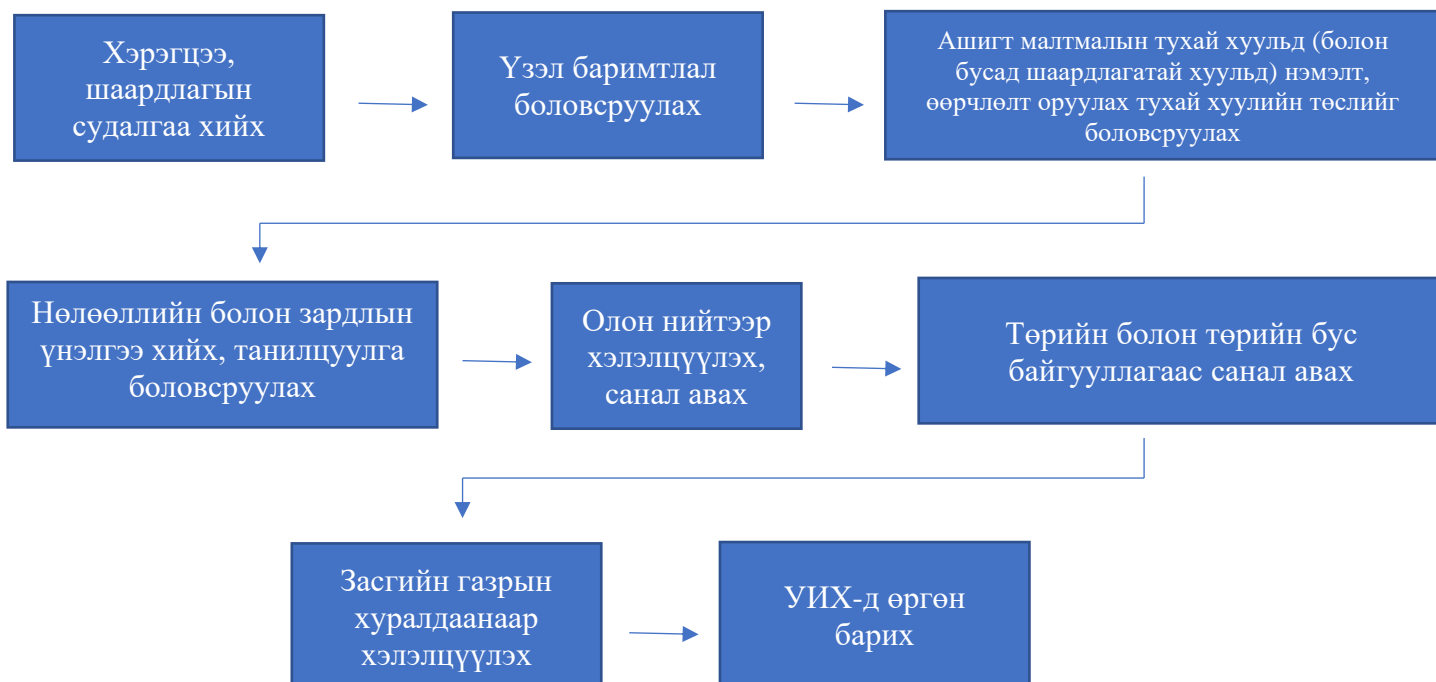 Хэрэгцээ,
шаардлагын
судалгаа хийх
Үзэл баримтлал
боловсруулах
Ашигт малтмалын тухай хуульд (болон
бусад шаардлагатай хуульд) нэмэлт,
өөрчлөлт оруулах тухай хуулийн төслийг
боловсруулах
Нөлөөллийн болон зардлын
үнэлгээ хийх, танилцуулга
боловсруулах
Олон нийтээр
хэлэлцүүлэх,
санал авах
Төрийн болон төрийн бус
байгууллагаас санал авах
Засгийн газрын
хуралдаанаар
хэлэлцүүлэх
УИХ-д өргөн
барих